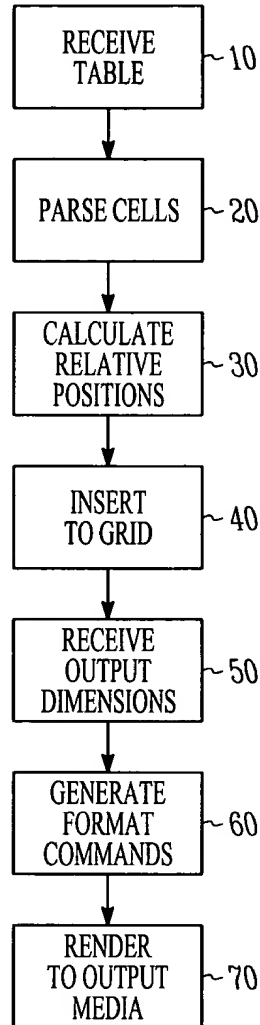 RECEIVE
TABLE
10
PARSE CELLS
20
CALCULATE
RELATIVE
POSITIONS
30
INSERT
TO GRID
40
RECEIVE
OUTPUT
DIMENSIONS
50
GENERATE
FORMAT
COMMANDS
60
RENDER
TO OUTPUT
MEDIA
70